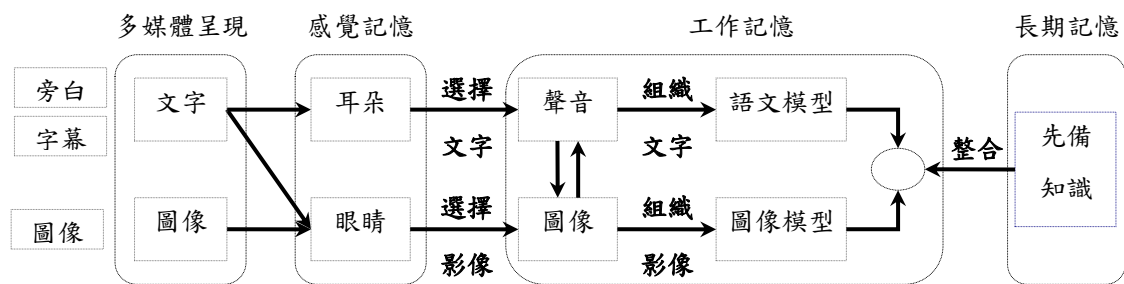 多媒體呈現 感覺記憶 工作記憶 長期記憶
旁白 文字 耳朵 選擇 聲音 組織 語文模型
字幕 文字 文字 整合 先備
知識
圖像 圖像 眼睛 選擇 圖像 組織 圖像模型
影像 影像